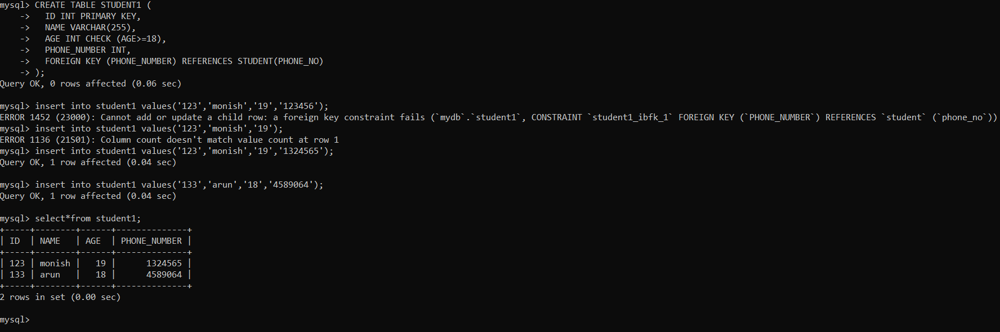 mysql> CREATE TABLE STUDENT1 (
    ->   ID INT PRIMARY KEY,
    ->   NAME VARCHAR(255),
    ->   AGE INT CHECK (AGE>=18),
    ->   PHONE_NUMBER INT,
    ->   FOREIGN KEY (PHONE_NUMBER) REFERENCES STUDENT(PHONE_NO)
    -> );
Query OK, 0 rows affected (0.06 sec)

mysql> insert into student1 values('123','monish','19','123456');
ERROR 1452 (23000): Cannot add or update a child row: a foreign key constraint fails (`mydb`.`student1`, CONSTRAINT `student1_ibfk_1` FOREIGN KEY (`PHONE_NUMBER`) REFERENCES `student` (`phone_no`))
mysql> insert into student1 values('123','monish','19');
ERROR 1136 (21S01): Column count doesn't match value count at row 1
mysql> insert into student1 values('123','monish','19','1324565');
Query OK, 1 row affected (0.04 sec)

mysql> insert into student1 values('133','arun','18','4589064');
Query OK, 1 row affected (0.04 sec)

mysql> select*from student1;
+-----+--------+------+--------------+
| ID  | NAME   | AGE  | PHONE_NUMBER |
+-----+--------+------+--------------+
| 123 | monish |   19 |      1324565 |
| 133 | arun   |   18 |      4589064 |
+-----+--------+------+--------------+
2 rows in set (0.00 sec)

mysql>